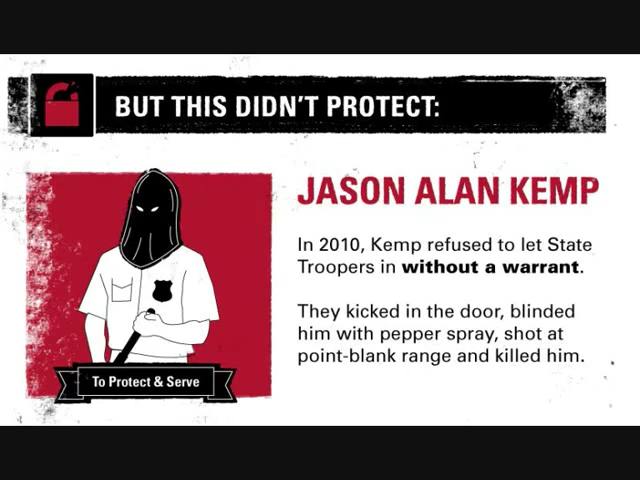 BUT THIS DIDN'T PROTECT:
JASON ALAN KEMP
In 2010, Kemp refused to let State
Troopers in without a warrant.
They kicked in the door, blinded
him with pepper spray, shot at
point-blank range and killed him.
To Protect & Serve